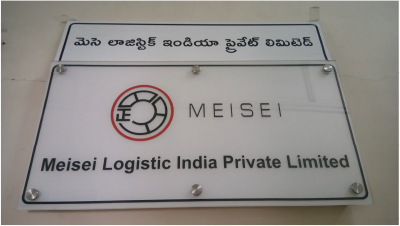 మెసె లాజిస్టిక్ ఇండియా ప్రైవేట్ లిమిటెడ్
MEISEI
Meisei Logistic India Private Limited